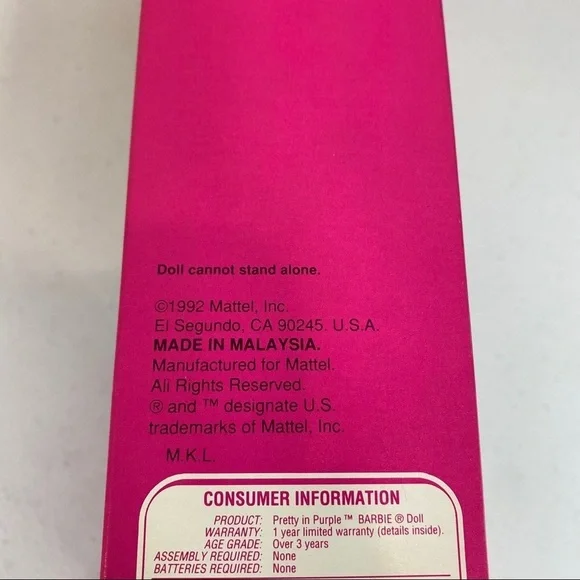 Doll cannot stand alone.
©1992 Mattel, Inc.
El Segundo, CA 90245. U.S.A.
MADE IN MALAYSIA.
Manufactured for Mattel.
All Rights Reserved.
® and ™ designate U.S.
trademarks of Mattel, Inc.
M.K.L.
CONSUMER INFORMATION
PRODUCT: Pretty in Purple™ BARBIE® Doll
WARRANTY: 1 year limited warranty (details inside).
AGE GRADE: Over 3 years
ASSEMBLY REQUIRED: None
BATTERIES REQUIRED: None